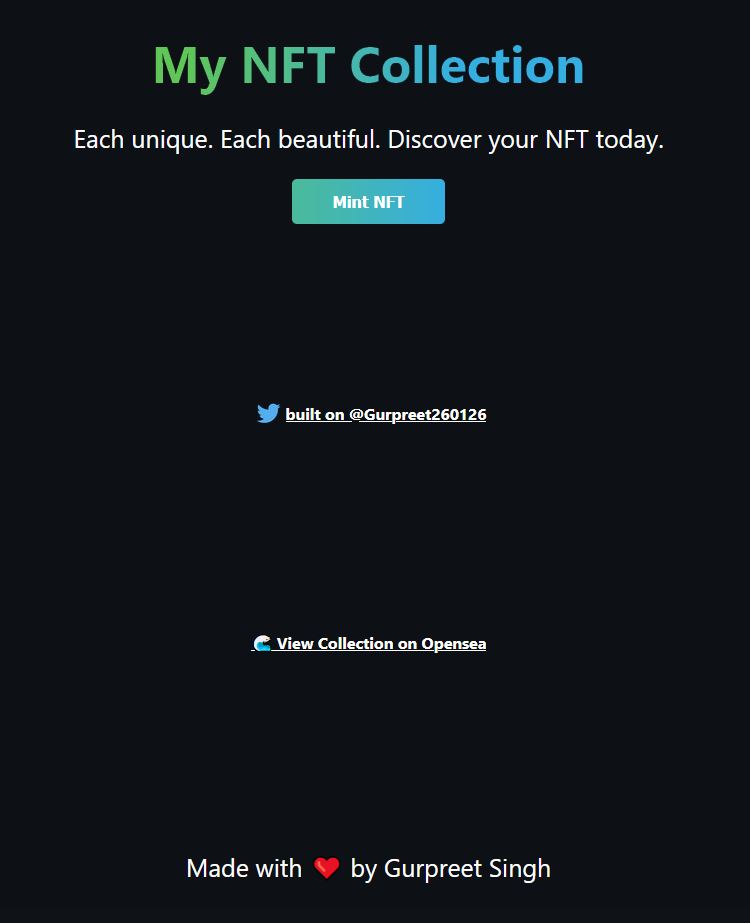 My NFT Collection
Each unique. Each beautiful. Discover your NFT today.
Mint NFT
built on @Gurpreet260126
🌊 View Collection on Opensea
Made with ❤️ by Gurpreet Singh